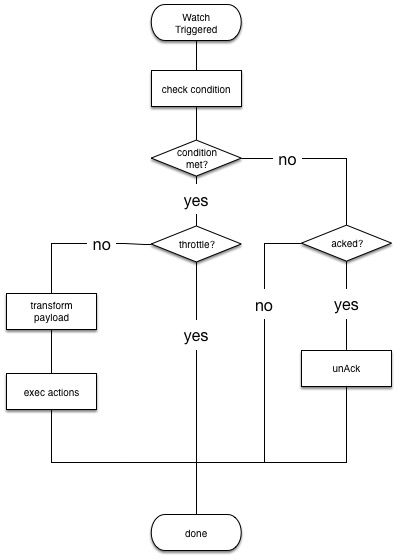 Watch
Triggered
check condition
condition
met?
no
yes
no
throttle?
acked?
transform
payload
no
yes
yes
unAck
exec actions
done